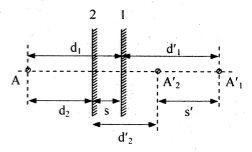 2 1
d₁ d'₁
A A'₂ A'₁
d₂ s s'
d'₂